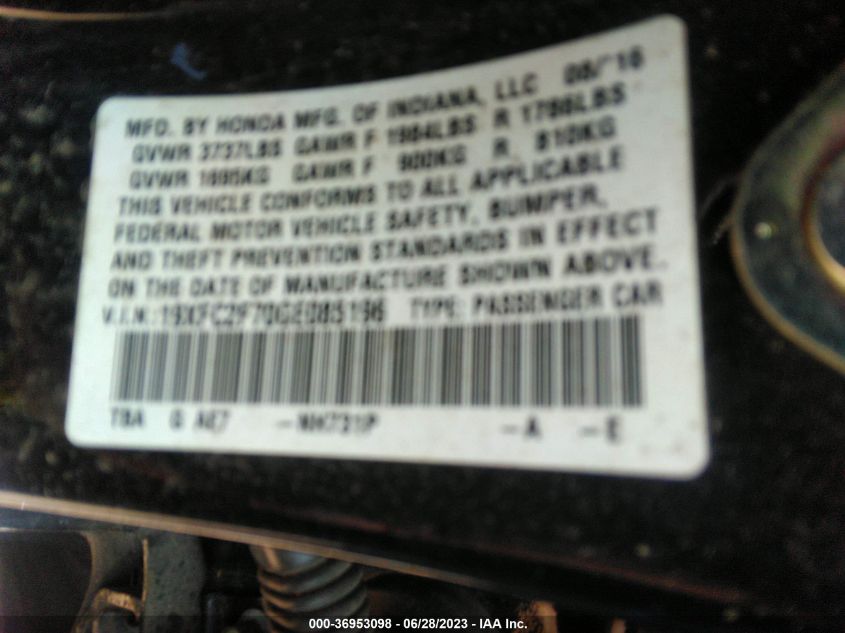 MFD. BY HONDA MFG. OF INDIANA, LLC 06/'16
GVWR 3737LBS GAWR F 1984LBS R 1786LBS
GVWR 1695KG GAWR F 900KG R 810KG
THIS VEHICLE CONFORMS TO ALL APPLICABLE
FEDERAL MOTOR VEHICLE SAFETY, BUMPER,
AND THEFT PREVENTION STANDARDS IN EFFECT
ON THE DATE OF MANUFACTURE SHOWN ABOVE.
V.I.N.:19XFC2F70GE085196 TYPE: PASSENGER CAR
TBA G AE7 -NH731P -A -E
000-36953098 - 06/28/2023 - IAA Inc.